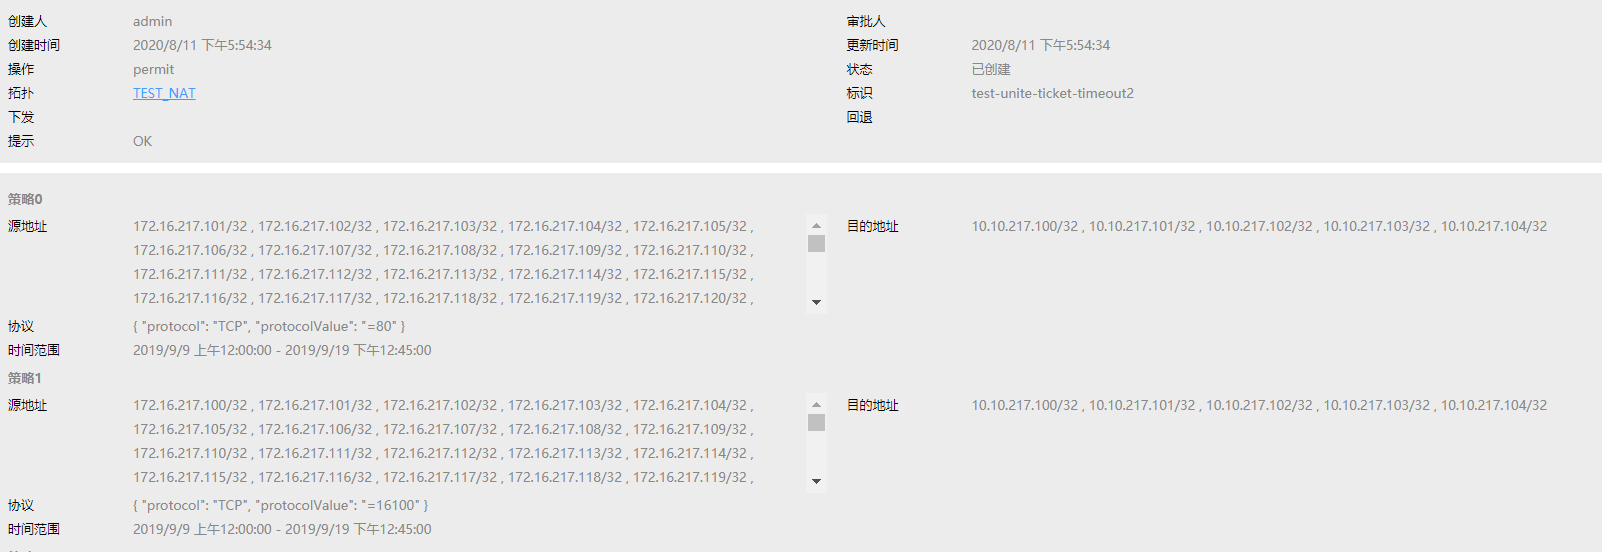 创建人 admin 审批人
创建时间 2020/8/11 下午5:54:34 更新时间 2020/8/11 下午5:54:34
操作 permit 状态 已创建
拓扑 TEST_NAT 标识 test-unite-ticket-timeout2
下发 回退
提示 OK
策略0
源地址 172.16.217.101/32 , 172.16.217.102/32 , 172.16.217.103/32 , 172.16.217.104/32 , 172.16.217.105/32 , 目的地址 10.10.217.100/32 , 10.10.217.101/32 , 10.10.217.102/32 , 10.10.217.103/32 , 10.10.217.104/32
172.16.217.106/32 , 172.16.217.107/32 , 172.16.217.108/32 , 172.16.217.109/32 , 172.16.217.110/32 ,
172.16.217.111/32 , 172.16.217.112/32 , 172.16.217.113/32 , 172.16.217.114/32 , 172.16.217.115/32 ,
172.16.217.116/32 , 172.16.217.117/32 , 172.16.217.118/32 , 172.16.217.119/32 , 172.16.217.120/32 ,
协议 { "protocol": "TCP", "protocolValue": "=80" }
时间范围 2019/9/9 上午12:00:00 - 2019/9/19 下午12:45:00
策略1
源地址 172.16.217.100/32 , 172.16.217.101/32 , 172.16.217.102/32 , 172.16.217.103/32 , 172.16.217.104/32 , 目的地址 10.10.217.100/32 , 10.10.217.101/32 , 10.10.217.102/32 , 10.10.217.103/32 , 10.10.217.104/32
172.16.217.105/32 , 172.16.217.106/32 , 172.16.217.107/32 , 172.16.217.108/32 , 172.16.217.109/32 ,
172.16.217.110/32 , 172.16.217.111/32 , 172.16.217.112/32 , 172.16.217.113/32 , 172.16.217.114/32 ,
172.16.217.115/32 , 172.16.217.116/32 , 172.16.217.117/32 , 172.16.217.118/32 , 172.16.217.119/32 ,
协议 { "protocol": "TCP", "protocolValue": "=16100" }
时间范围 2019/9/9 上午12:00:00 - 2019/9/19 下午12:45:00